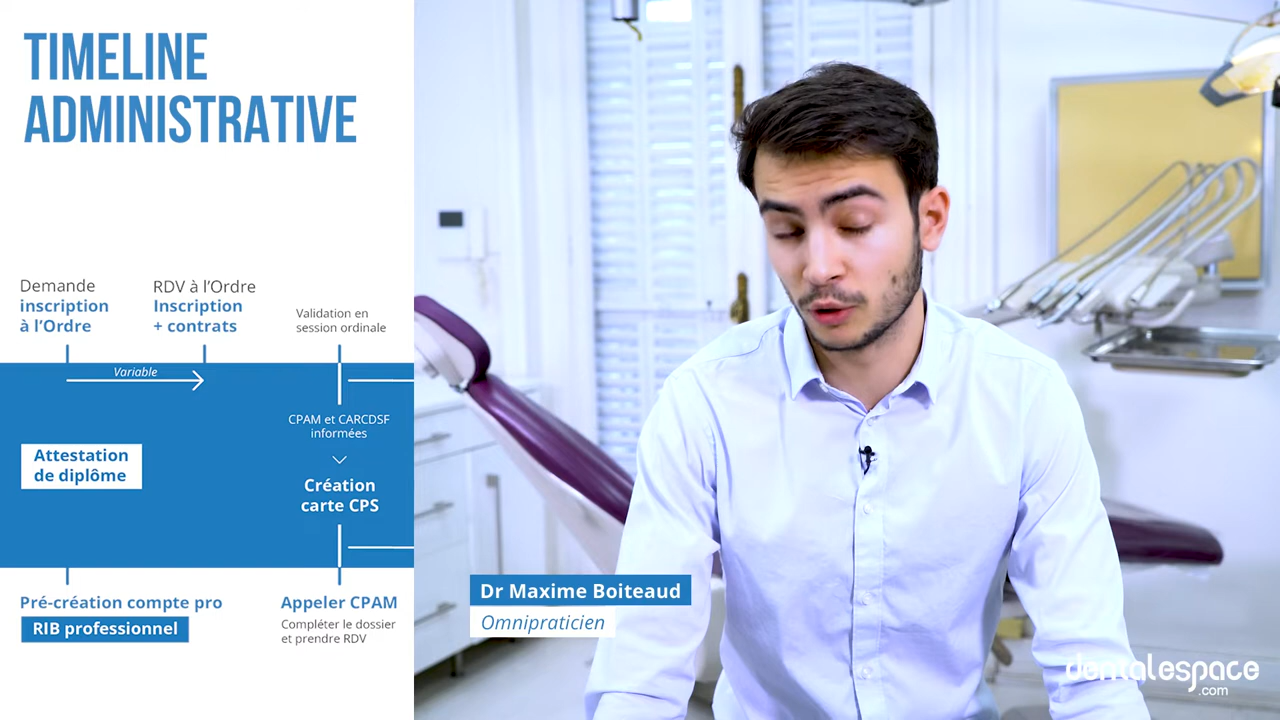 TIMELINE
ADMINISTRATIVE
Demande
inscription
à l'Ordre
RDV à l'Ordre
Inscription
+ contrats
Validation en
session ordinale
Variable
CPAM et CARCDSF
informées
Attestation
de diplôme
Création
carte CPS
Pré-création compte pro
RIB professionnel
Appeler CPAM
Compléter le dossier
et prendre RDV
Dr Maxime Boiteaud
Omnipraticien
dentalespace
.com